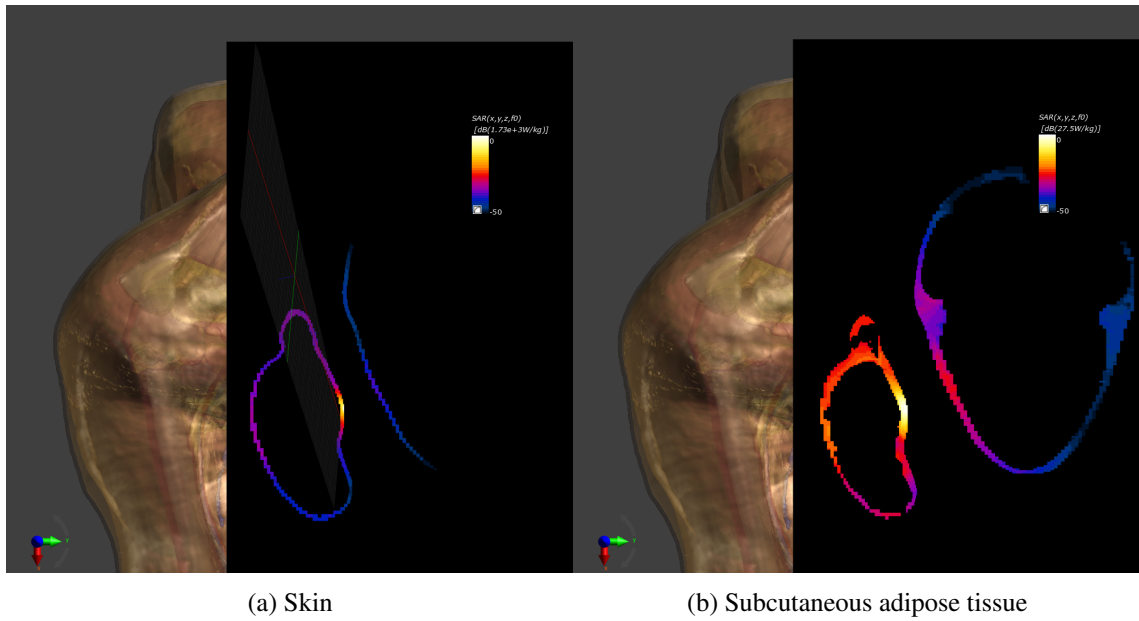 SAR(x,y,z,f0)
[dB(1.73e+3W/kg)]
0
-50
SAR(x,y,z,f0)
[dB(27.5W/kg)]
0
-50
Y
Y
(a) Skin
(b) Subcutaneous adipose tissue